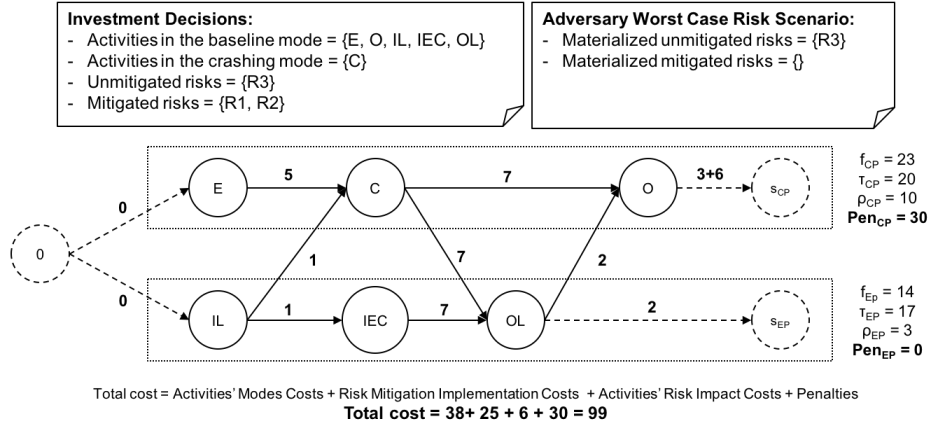 Investment Decisions:
- Activities in the baseline mode = {E, O, IL, IEC, OL}
- Activities in the crashing mode = {C}
- Unmitigated risks = {R3}
- Mitigated risks = {R1, R2}
Adversary Worst Case Risk Scenario:
- Materialized unmitigated risks = {R3}
- Materialized mitigated risks = {}
E
5
C
7
O
3+6
sCP
fCP = 23
τCP = 20
ρCP = 10
PenCP = 30
0
0
0
1
7
2
IL
1
IEC
7
OL
2
sEP
fEp = 14
τEP = 17
ρEP = 3
PenEP = 0
Total cost = Activities' Modes Costs + Risk Mitigation Implementation Costs + Activities' Risk Impact Costs + Penalties
Total cost = 38+ 25 + 6 + 30 = 99